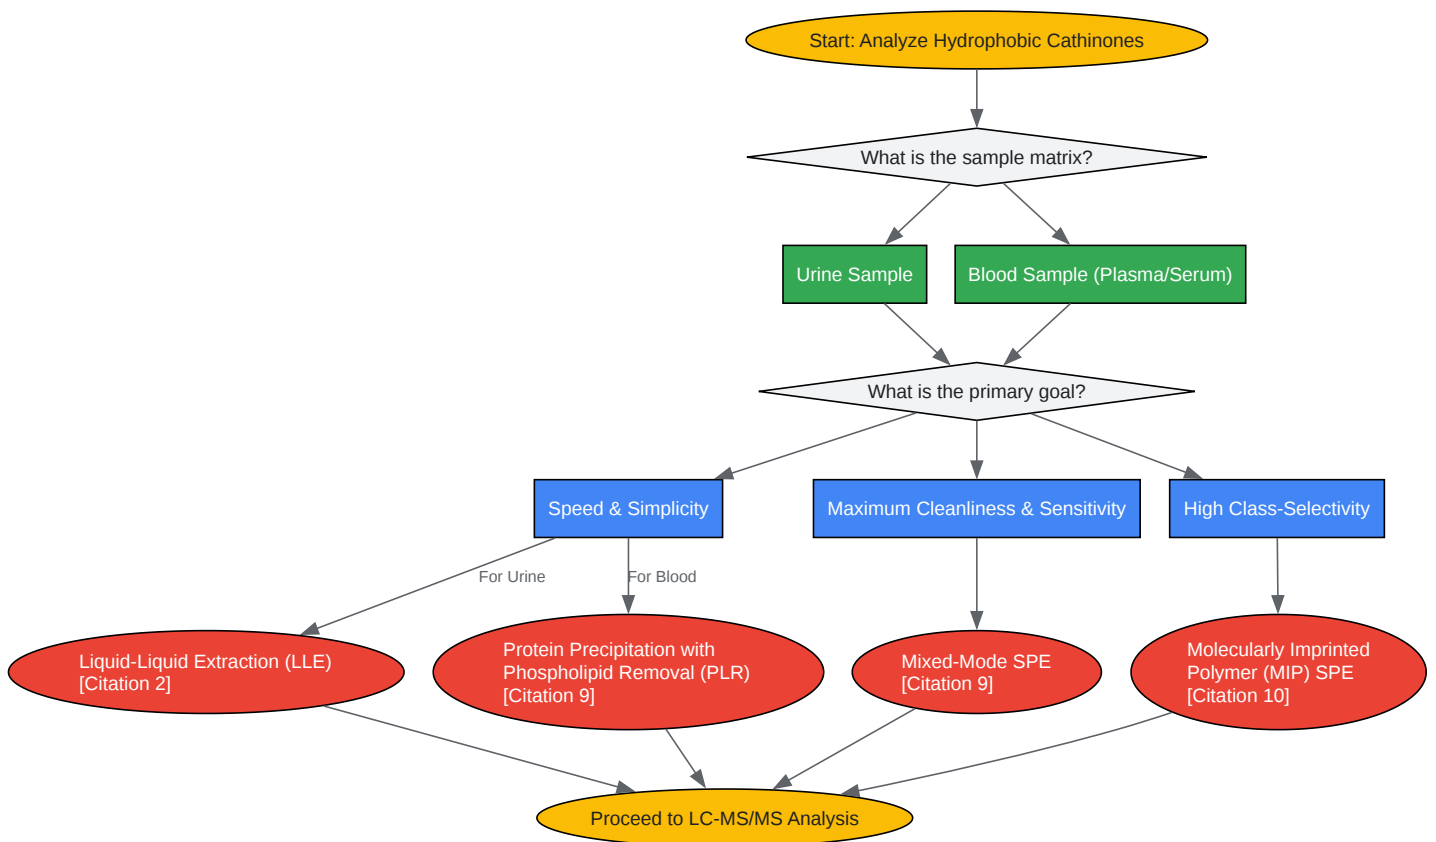 Start: Analyze Hydrophobic Cathinones
What is the sample matrix?
Urine Sample
Blood Sample (Plasma/Serum)
What is the primary goal?
Speed & Simplicity
Maximum Cleanliness & Sensitivity
High Class-Selectivity
For Urine
For Blood
Liquid-Liquid Extraction (LLE)
[Citation 2]
Protein Precipitation with
Phospholipid Removal (PLR)
[Citation 9]
Mixed-Mode SPE
[Citation 9]
Molecularly Imprinted
Polymer (MIP) SPE
[Citation 10]
Proceed to LC-MS/MS Analysis